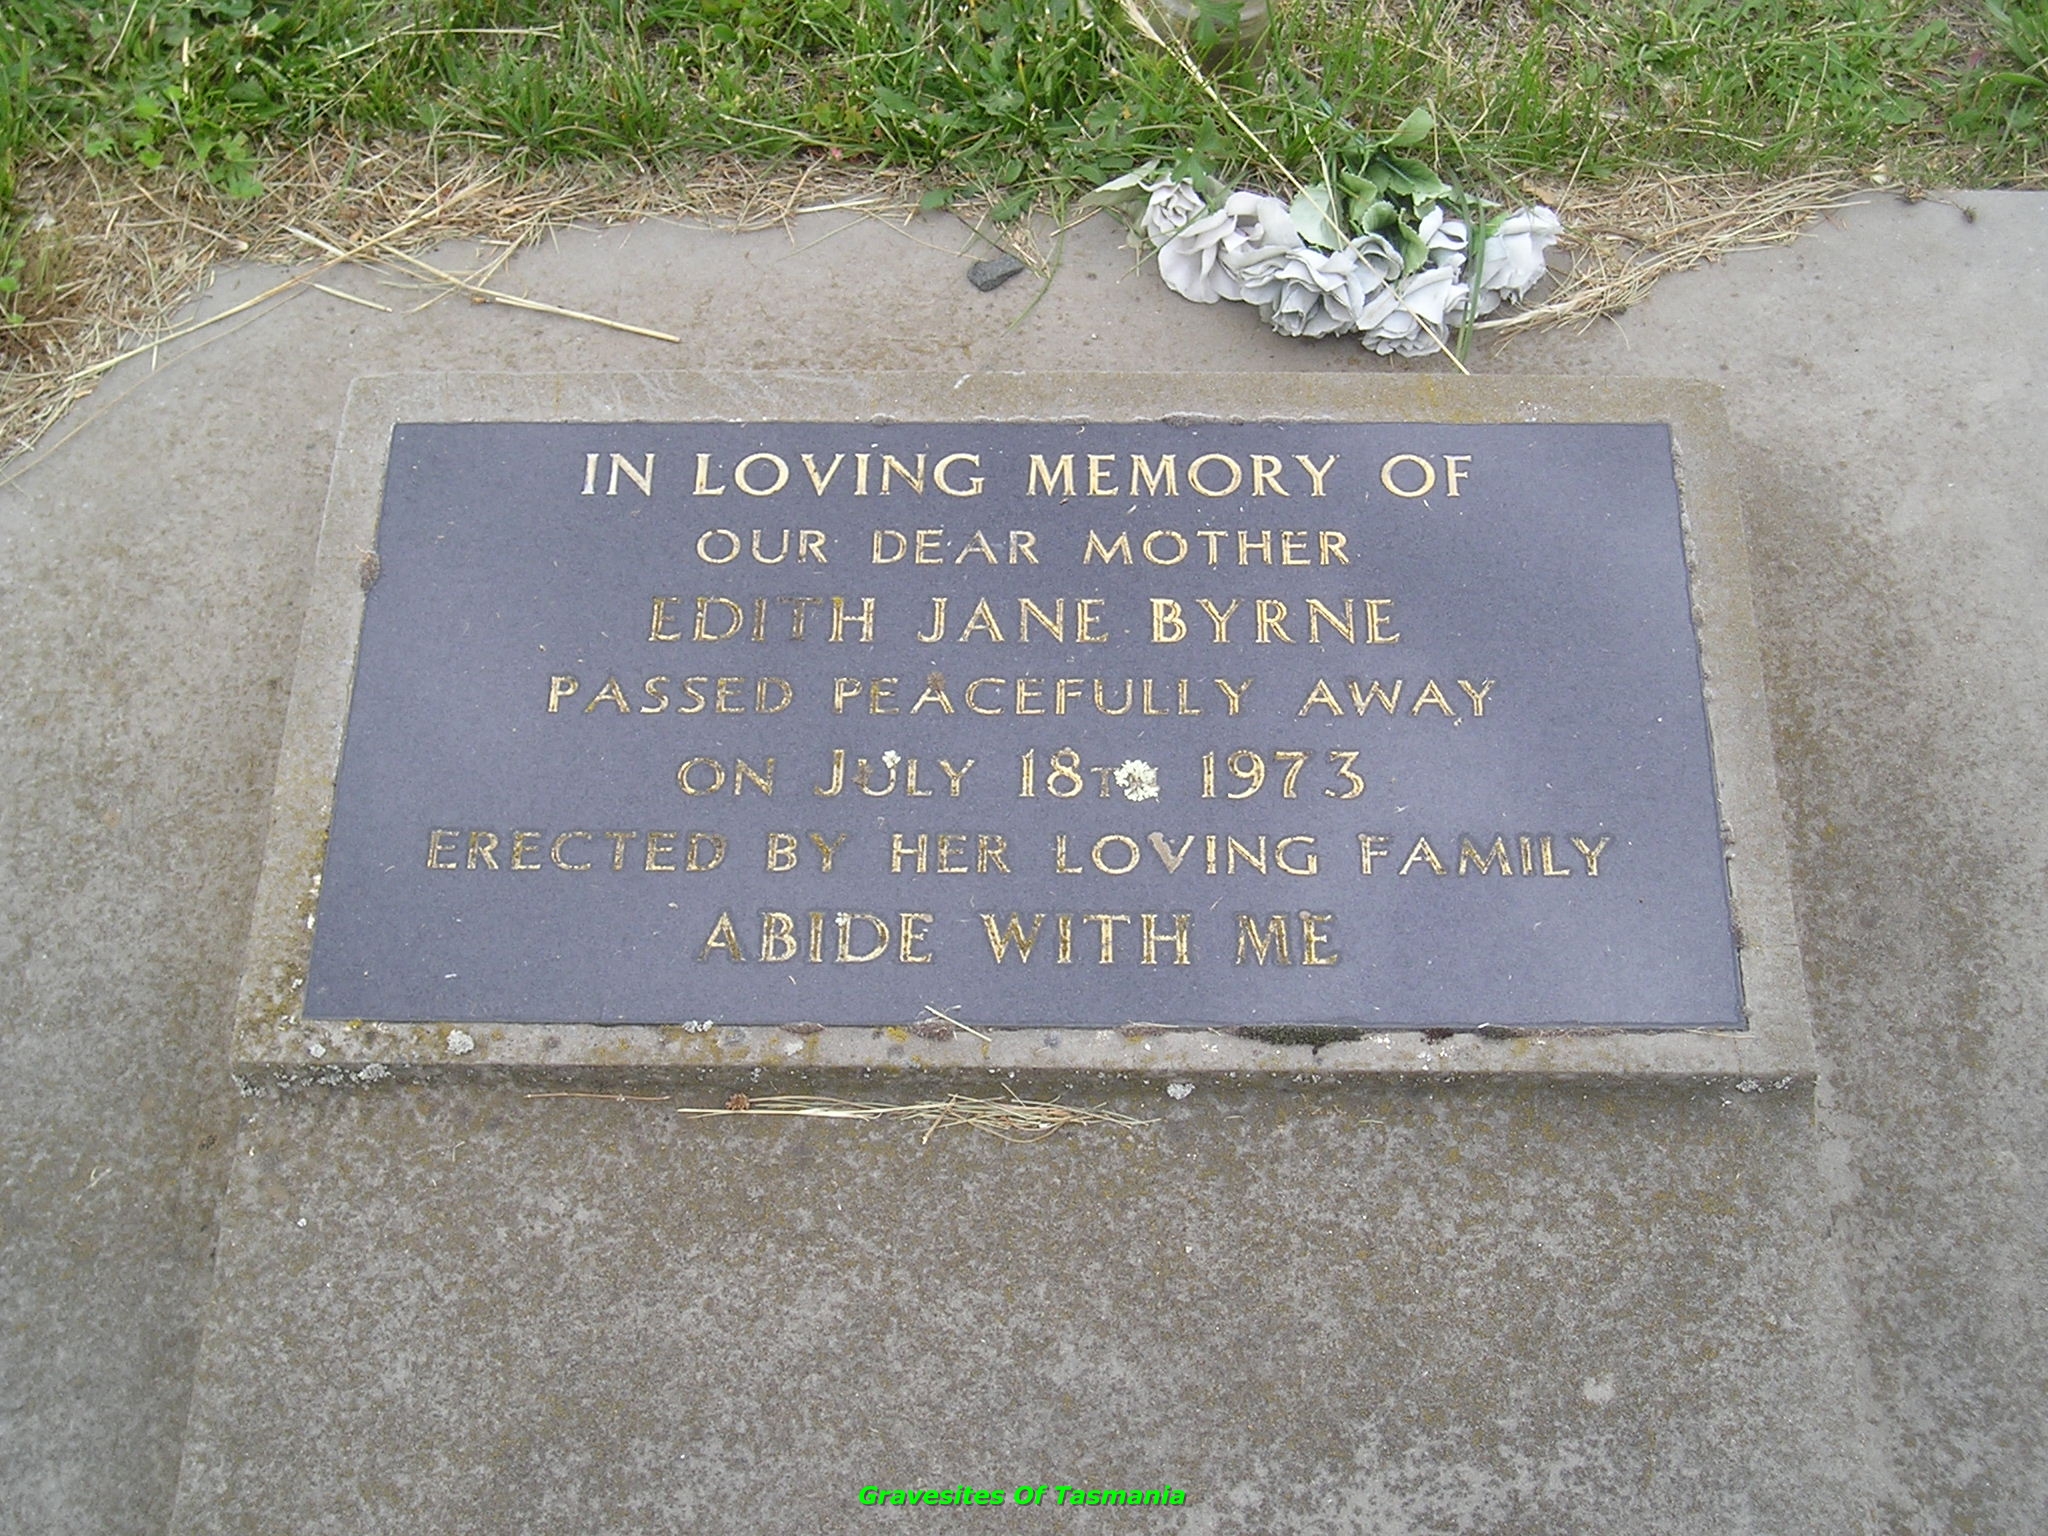 IN LOVING MEMORY OF
OUR DEAR MOTHER
EDITH JANE BYRNE
PASSED PEACEFULLY AWAY
ON JULY 18TH 1973
ERECTED BY HER LOVING FAMILY
ABIDE WITH ME
Gravesites Of Tasmania